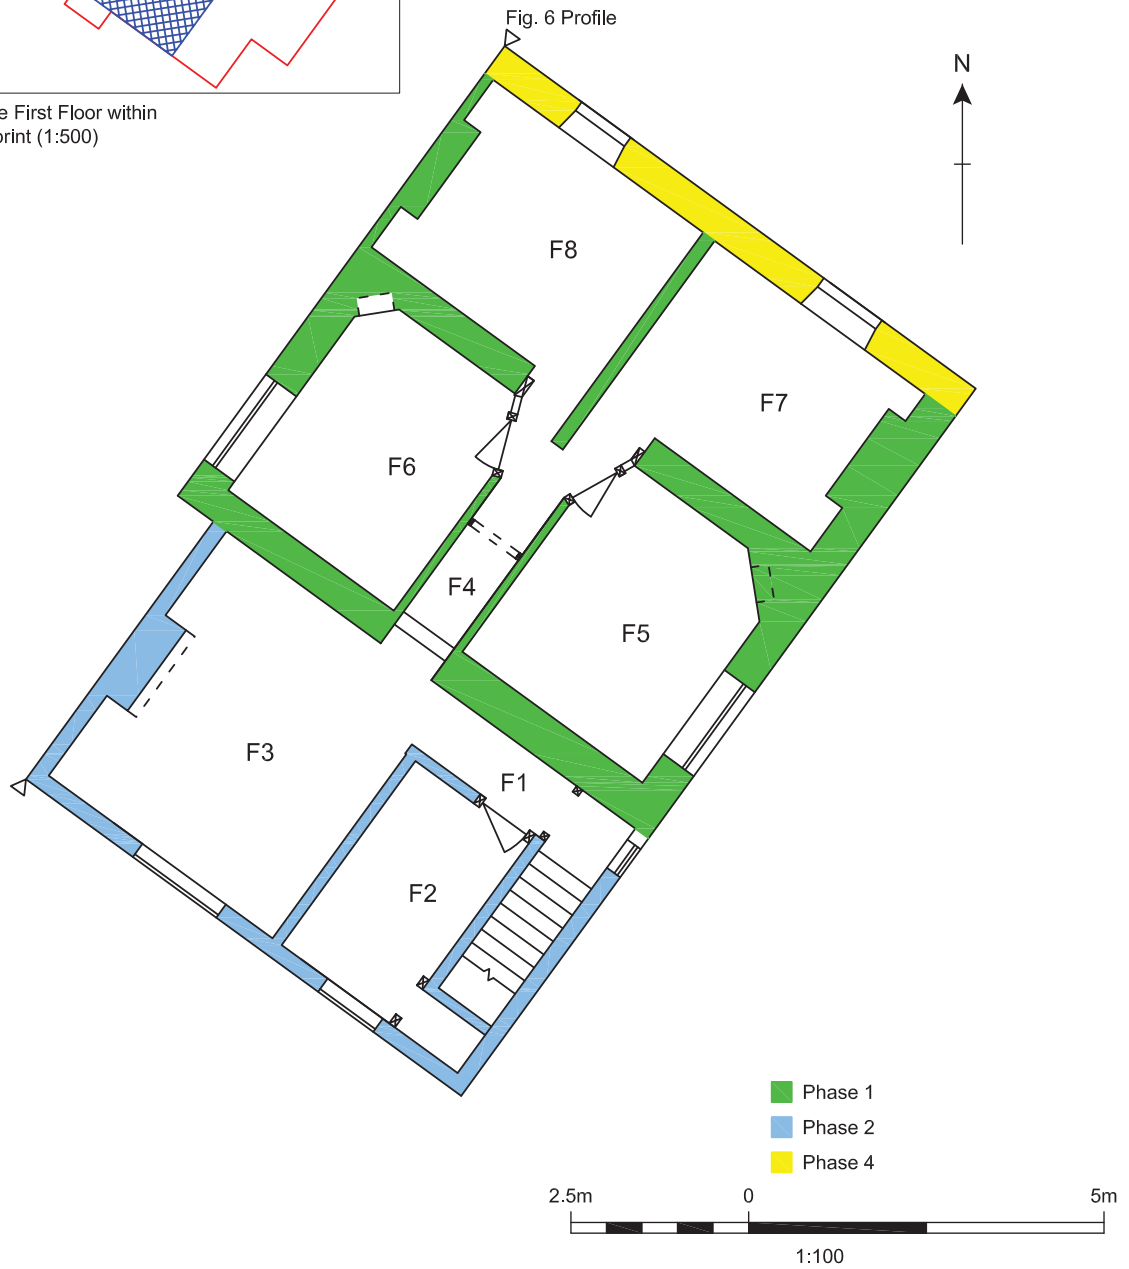 Fig. 6 Profile
N
e First Floor within
print (1:500)
F8
F7
F6
F4
F5
F3
F1
F2
Phase 1
Phase 2
Phase 4
2.5m 0 5m
1:100